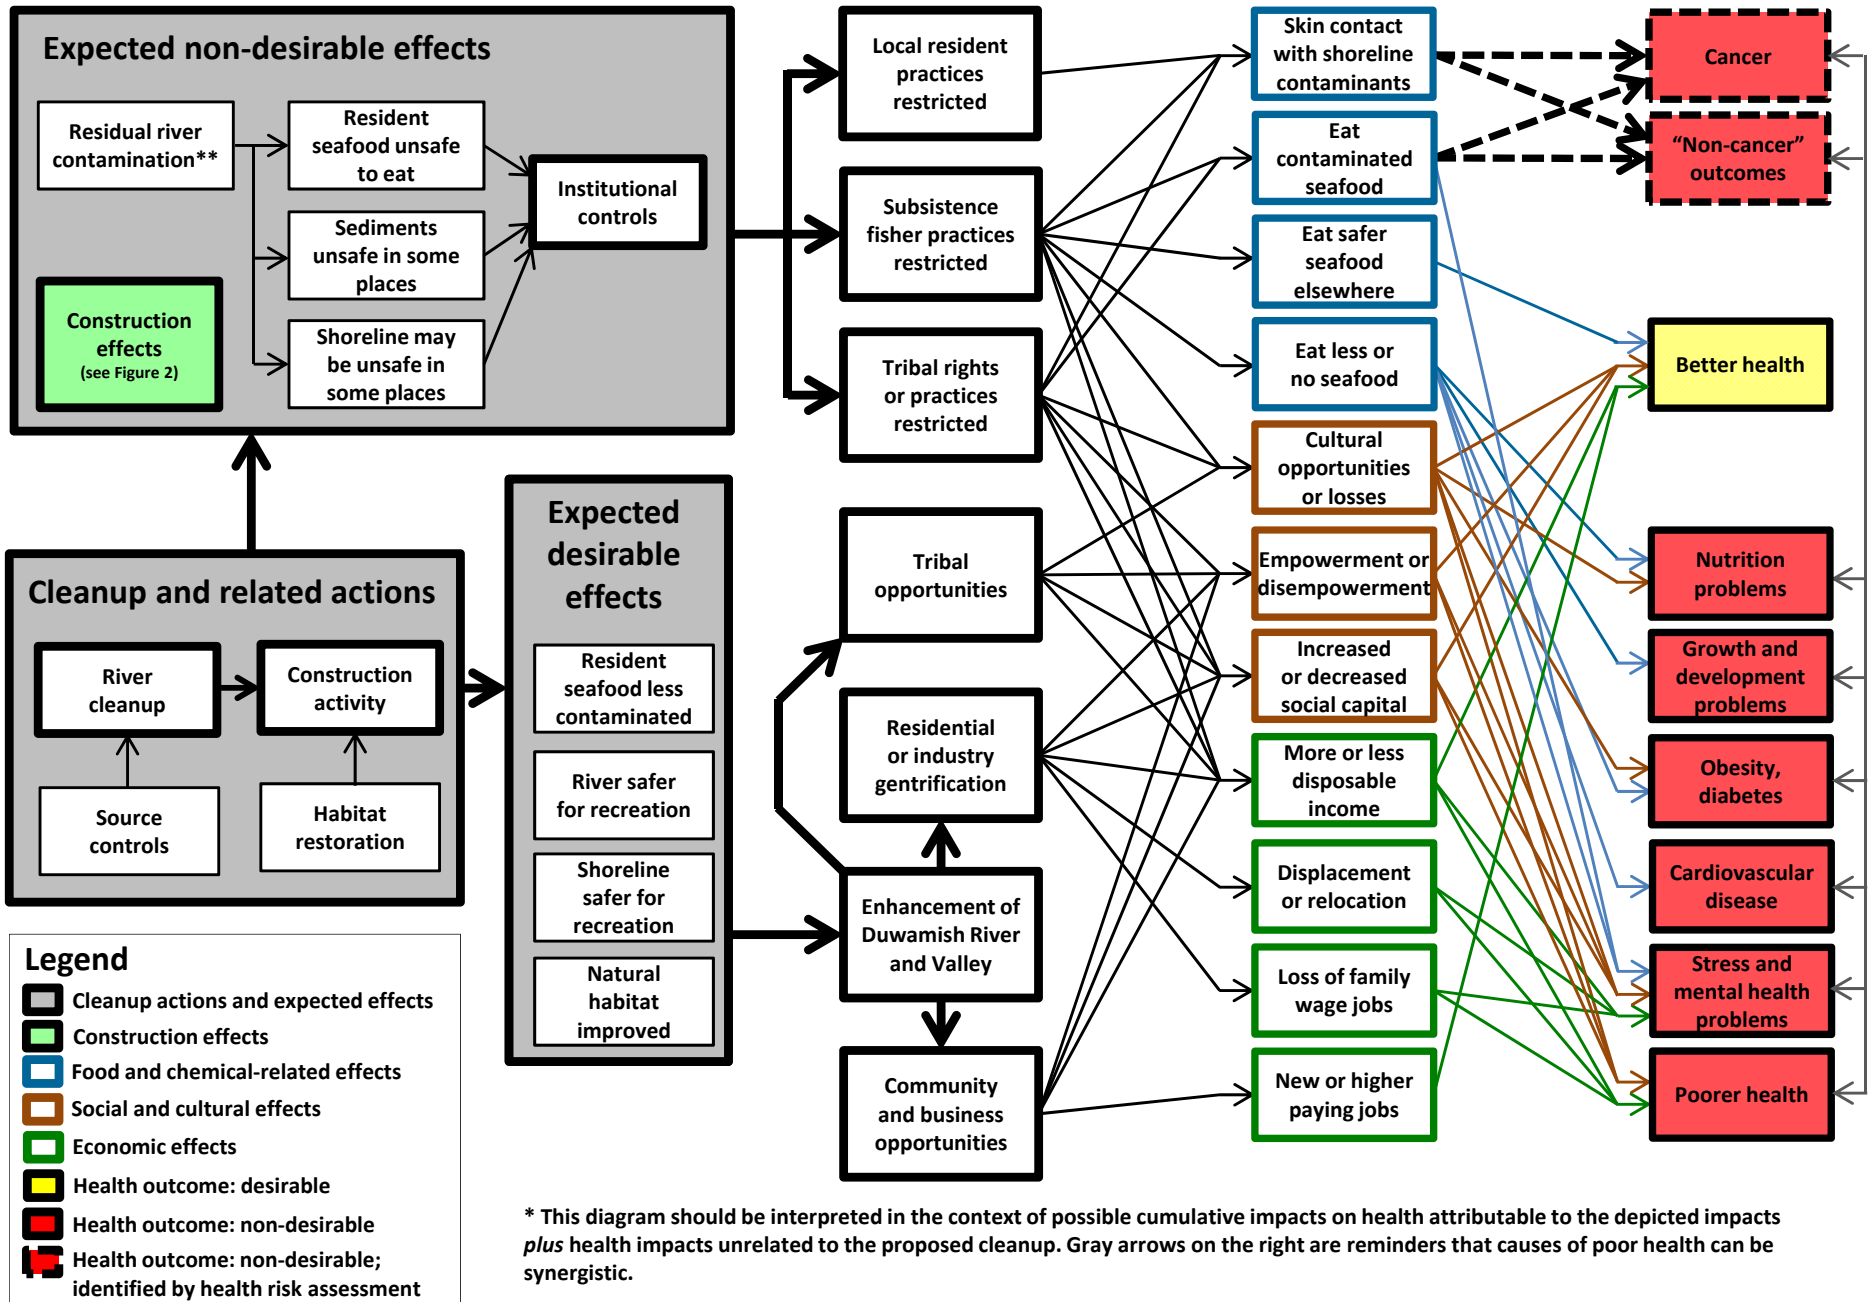 Expected non-desirable effects
Residual river
contamination**
Resident
seafood unsafe
to eat
Sediments
unsafe in some
places
Shoreline may
be unsafe in
some places
Institutional
controls
Construction
effects
(see Figure 2)
Cleanup and related actions
River
cleanup
Construction
activity
Source
controls
Habitat
restoration
Expected
desirable
effects
Resident
seafood less
contaminated
River safer
for recreation
Shoreline
safer for
recreation
Natural
habitat
improved
Local resident
practices
restricted
Subsistence
fisher practices
restricted
Tribal rights
or practices
restricted
Tribal
opportunities
Residential
or industry
gentrification
Enhancement of
Duwamish River
and Valley
Community
and business
opportunities
Skin contact
with shoreline
contaminants
Eat
contaminated
seafood
Eat safer
seafood
elsewhere
Eat less or
no seafood
Cultural
opportunities
or losses
Empowerment or
disempowerment
Increased
or decreased
social capital
More or less
disposable
income
Displacement
or relocation
Loss of family
wage jobs
New or higher
paying jobs
Cancer
“Non-cancer”
outcomes
Better health
Nutrition
problems
Growth and
development
problems
Obesity,
diabetes
Cardiovascular
disease
Stress and
mental health
problems
Poorer health
Legend
Cleanup actions and expected effects
Construction effects
Food and chemical-related effects
Social and cultural effects
Economic effects
Health outcome: desirable
Health outcome: non-desirable
Health outcome: non-desirable;
identified by health risk assessment
* This diagram should be interpreted in the context of possible cumulative impacts on health attributable to the depicted impacts
plus health impacts unrelated to the proposed cleanup. Gray arrows on the right are reminders that causes of poor health can be
synergistic.